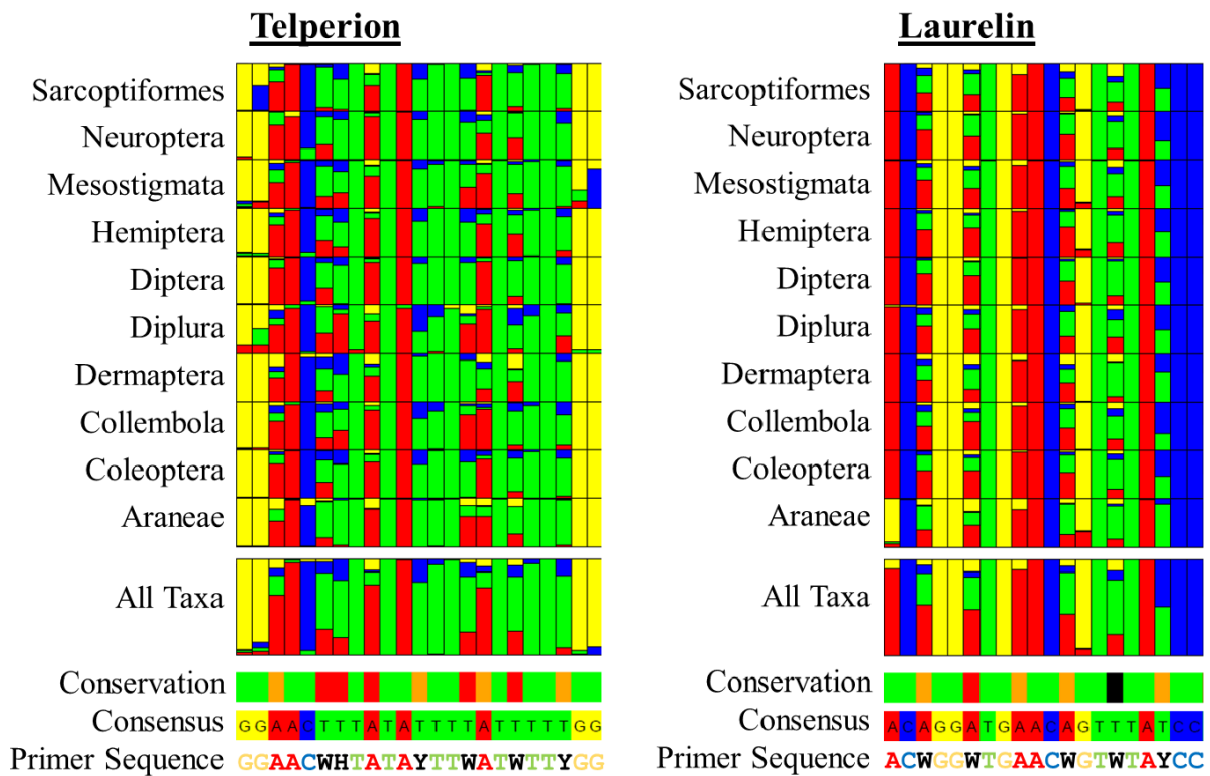 Telperion
Sarcoptiformes
Neuroptera
Mesostigmata
Hemiptera
Diptera
Diplura
Dermaptera
Collembola
Coleoptera
Araneae
All Taxa
Conservation
Consensus GGAACTTTATATTTTATTTTTGG
Primer Sequence GGAACWHTATAYTTWATWTTYGG
Laurelin
Sarcoptiformes
Neuroptera
Mesostigmata
Hemiptera
Diptera
Diplura
Dermaptera
Collembola
Coleoptera
Araneae
All Taxa
Conservation
Consensus ACAGGATGAACAGTTTATCC
Primer Sequence ACWGGWTGAACWGTWTAYCC